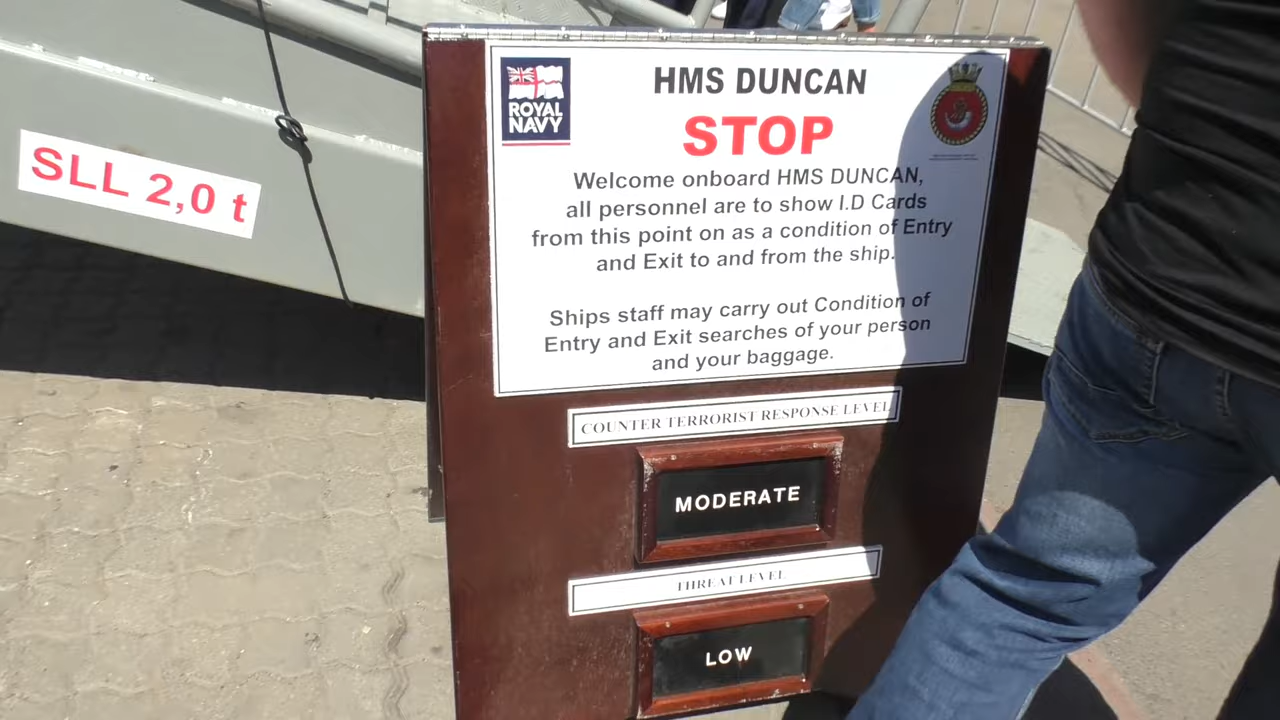 SLL 2,0 t
ROYAL
NAVY
HMS DUNCAN
STOP
Welcome onboard HMS DUNCAN,
all personnel are to show I.D Cards
from this point on as a condition of Entry
and Exit to and from the ship.
Ships staff may carry out Condition of
Entry and Exit searches of your person
and your baggage.
COUNTER TERRORIST RESPONSE LEVEL
MODERATE
THREAT LEVEL
LOW